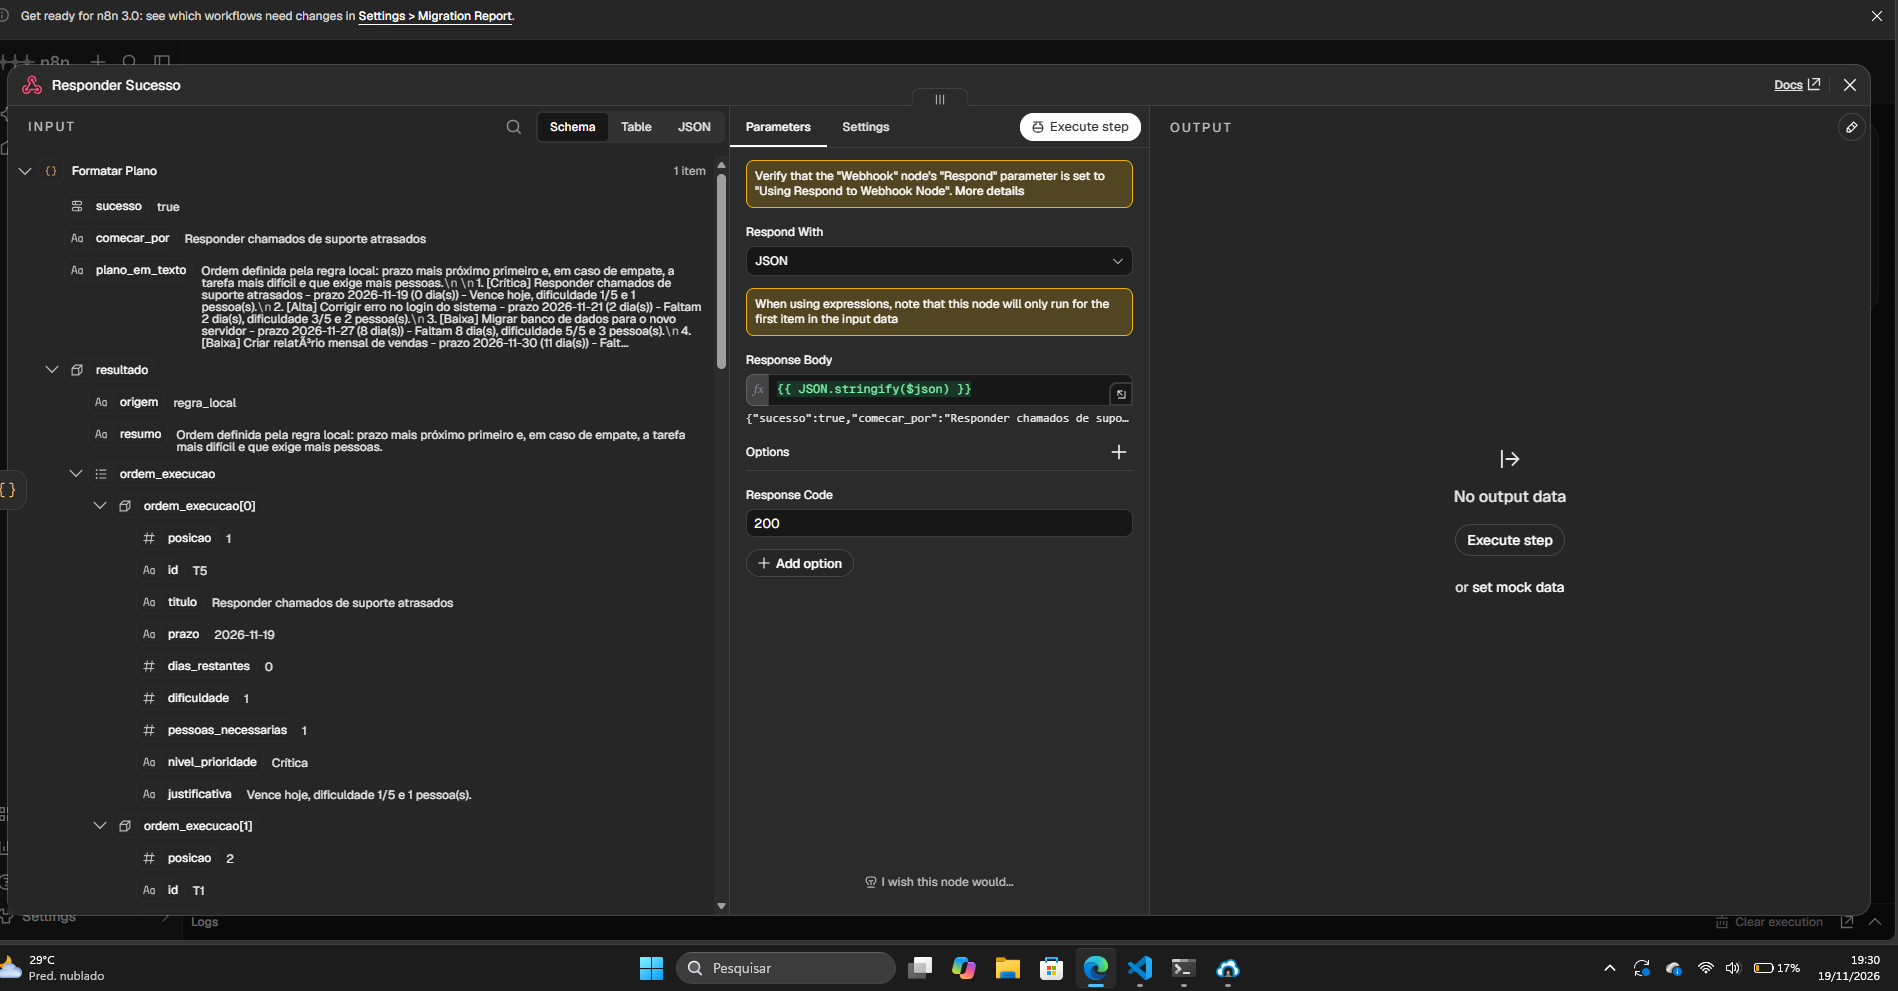 Get ready for n8n 3.0: see which workflows need changes in Settings > Migration Report.
n8n
Responder Sucesso
Docs
INPUT
Schema
Table
JSON
Formatar Plano
1 item
sucesso
true
Aa comecar_por
Responder chamados de suporte atrasados
Aa plano_em_texto
Ordem definida pela regra local: prazo mais próximo primeiro e, em caso de empate, a
tarefa mais difícil e que exige mais pessoas.\n \n 1. [Crítica] Responder chamados de
suporte atrasados - prazo 2026-11-19 (0 dia(s)) - Vence hoje, dificuldade 1/5 e 1
pessoa(s).\n 2. [Alta] Corrigir erro no login do sistema - prazo 2026-11-21 (2 dia(s)) - Faltam
2 dia(s), dificuldade 3/5 e 2 pessoa(s).\n 3. [Baixa] Migrar banco de dados para o novo
servidor - prazo 2026-11-27 (8 dia(s)) - Faltam 8 dia(s), dificuldade 5/5 e 3 pessoa(s).\n 4.
[Baixa] Criar relatÃ³rio mensal de vendas - prazo 2026-11-30 (11 dia(s)) - Falt...
resultado
Aa origem
regra_local
Aa resumo
Ordem definida pela regra local: prazo mais próximo primeiro e, em caso de empate, a tarefa
mais difícil e que exige mais pessoas.
ordem_execucao
ordem_execucao[0]
# posicao
1
Aa id
T5
Aa titulo
Responder chamados de suporte atrasados
Aa prazo
2026-11-19
# dias_restantes
0
# dificuldade
1
# pessoas_necessarias
1
Aa nivel_prioridade
Crítica
Aa justificativa
Vence hoje, dificuldade 1/5 e 1 pessoa(s).
ordem_execucao[1]
# posicao
2
Aa id
T1
Parameters
Settings
Execute step
Verify that the "Webhook" node's "Respond" parameter is set to
"Using Respond to Webhook Node". More details
Respond With
JSON
When using expressions, note that this node will only run for the
first item in the input data
Response Body
fx {{ JSON.stringify($json) }}
{"sucesso":true,"comecar_por":"Responder chamados de supo...
Options
Response Code
200
Add option
I wish this node would...
OUTPUT
No output data
Execute step
or set mock data
Settings
Logs
Clear execution
29°C
Pred. nublado
Pesquisar
17%
19:30
19/11/2026